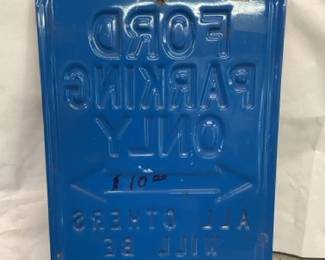 FORD
PARKING
ONLY
$10.00
ALL OTHERS
WILL BE